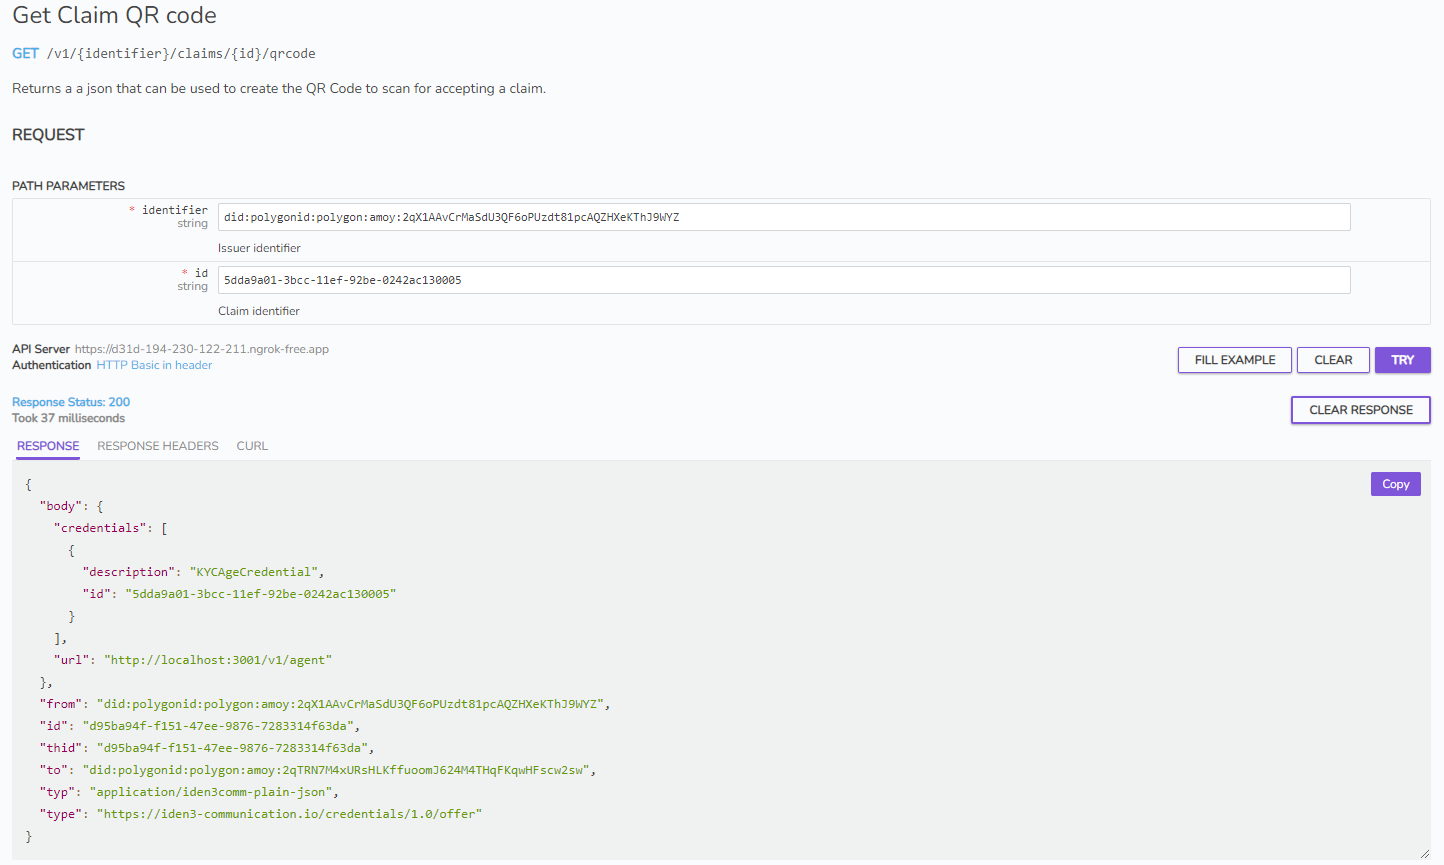 Get Claim QR code
GET /v1/{identifier}/claims/{id}/qrcode
Returns a a json that can be used to create the QR Code to scan for accepting a claim.
REQUEST
PATH PARAMETERS
* identifier did:polygonid:polygon:amoy:2qX1AAvCrMaSdU3QF6oPUzdt81pcAQZHXeKThJ9WYZ
string
Issuer identifier
* id 5dda9a01-3bcc-11ef-92be-0242ac130005
string
Claim identifier
API Server https://d31d-194-230-122-211.ngrok-free.app
Authentication HTTP Basic in header
FILL EXAMPLE CLEAR TRY
Response Status: 200
Took 37 milliseconds
CLEAR RESPONSE
RESPONSE RESPONSE HEADERS CURL
Copy
{
"body": {
"credentials": [
{
"description": "KYCAgeCredential",
"id": "5dda9a01-3bcc-11ef-92be-0242ac130005"
}
],
"url": "http://localhost:3001/v1/agent"
},
"from": "did:polygonid:polygon:amoy:2qX1AAvCrMaSdU3QF6oPUzdt81pcAQZHXeKThJ9WYZ",
"id": "d95ba94f-f151-47ee-9876-7283314f63da",
"thid": "d95ba94f-f151-47ee-9876-7283314f63da",
"to": "did:polygonid:polygon:amoy:2qTRN7M4xURsHLKffuoomJ624M4THqFKqwHFscw2sw",
"typ": "application/iden3comm-plain-json",
"type": "https://iden3-communication.io/credentials/1.0/offer"
}